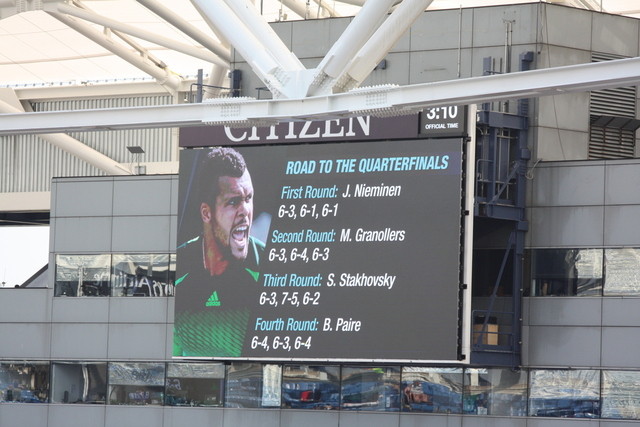 CITIZEN
3:10
OFFICIAL TIME
ROAD TO THE QUARTERFINALS
First Round: J. Nieminen
6-3, 6-1, 6-1
Second Round: M. Granollers
6-3, 6-4, 6-3
Third Round: S. Stakhovsky
6-3, 7-5, 6-2
Fourth Round: B. Paire
6-4, 6-3, 6-4